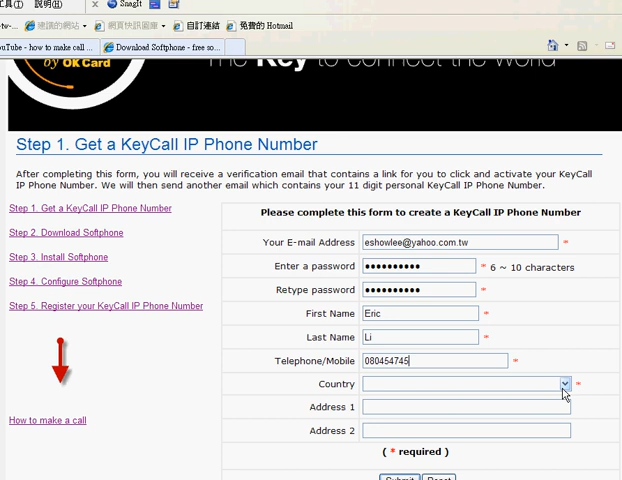 工具(T) 說明(H) SnagIt
建議的網站 網頁快訊圖庫 自訂連結 免費的 Hotmail
ouTube - how to make call ... Download Softphone - free so...
by OK Card The Key to connect the world
Step 1. Get a KeyCall IP Phone Number
After completing this form, you will receive a verification email that contains a link for you to click and activate your KeyCall
IP Phone Number. We will then send another email which contains your 11 digit personal KeyCall IP Phone Number.
Step 1. Get a KeyCall IP Phone Number
Step 2. Download Softphone
Step 3. Install Softphone
Step 4. Configure Softphone
Step 5. Register your KeyCall IP Phone Number
How to make a call
Please complete this form to create a KeyCall IP Phone Number
Your E-mail Address eshowlee@yahoo.com.tw *
Enter a password ●●●●●●●●●● * 6 ~ 10 characters
Retype password ●●●●●●●●●● *
First Name Eric *
Last Name Li *
Telephone/Mobile 080454745 *
Country *
Address 1
Address 2
( * required )
Submit Reset